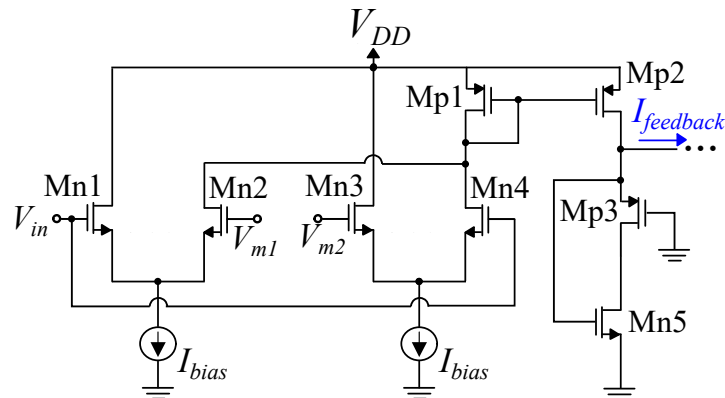 V_DD
Mp1
Mp2
I_feedback
...
Mn1
Mn2
Mn3
Mn4
V_in
V_m1
V_m2
Mp3
Mn5
I_bias
I_bias